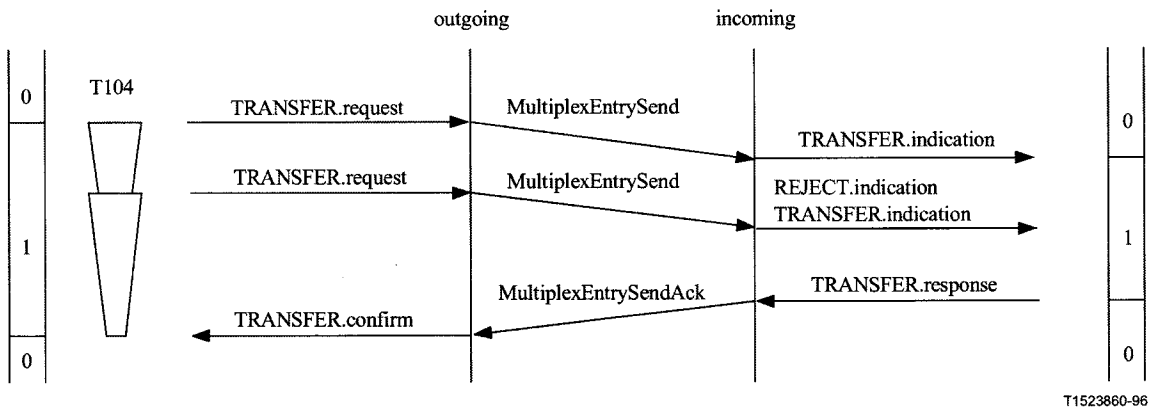 outgoing incoming
T104
0
TRANSFER.request MultiplexEntrySend
0
TRANSFER.indication
TRANSFER.request MultiplexEntrySend REJECT.indication
TRANSFER.indication
1
1
MultiplexEntrySendAck TRANSFER.response
TRANSFER.confirm
0
0
T1523860-96